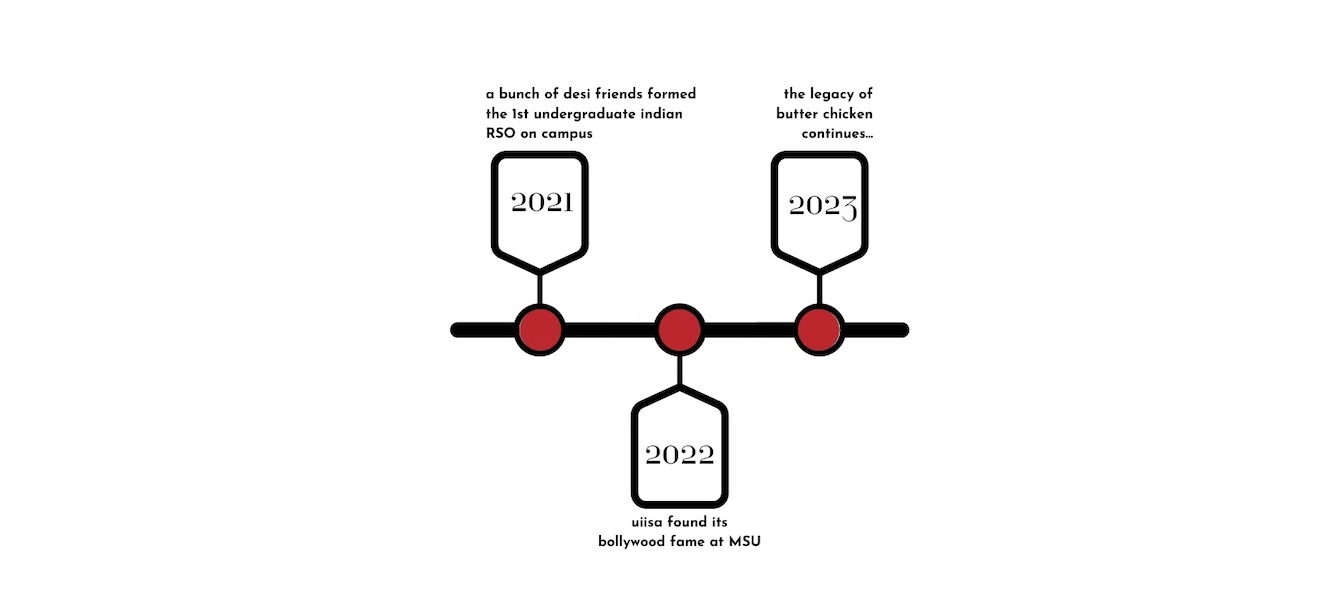 a bunch of desi friends formed
the 1st undergraduate indian
RSO on campus
2021
the legacy of
butter chicken
continues...
2023
2022
uiisa found its
bollywood fame at MSU